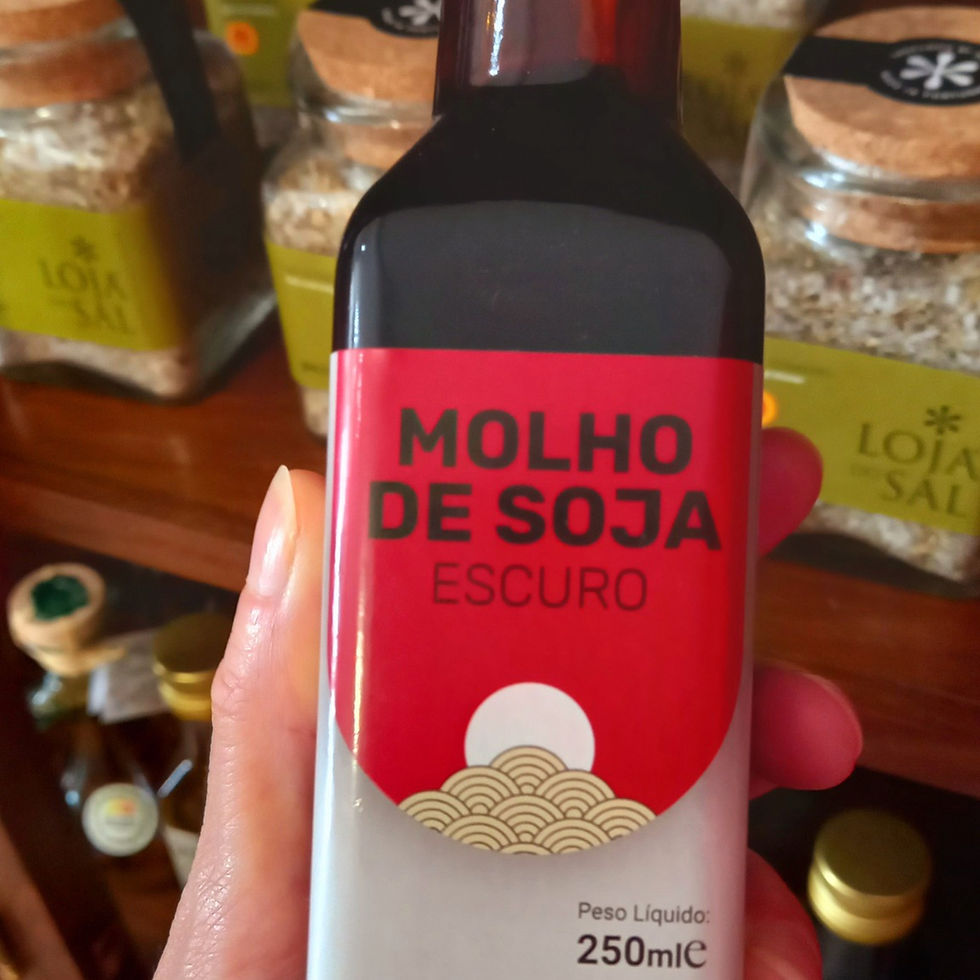 MOLHO
DE SOJA
ESCURO
Peso Líquido:
250ml℮
LOJA
SAL
LOJA
SAL